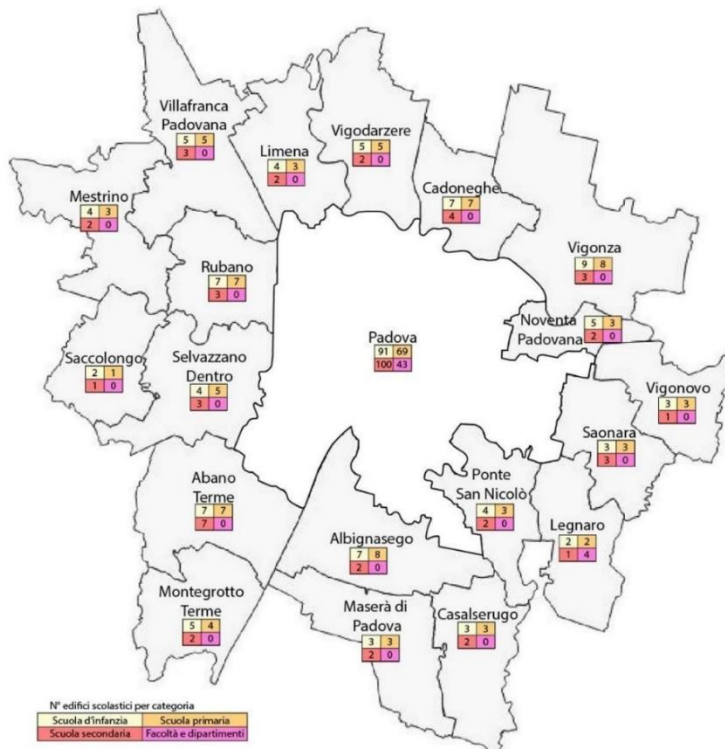 Villafranca
Padovana
5 5
3 0
Limena
4 3
2 0
Vigodarzere
5 5
2 0
Cadoneghe
7 7
4 0
Mestrino
4 3
2 0
Rubano
7 7
3 0
Vigonza
9 8
3 0
Noventa
Padovana
5 3
2 0
Padova
91 69
100 43
Saccolongo
2 1
1 0
Selvazzano
Dentro
4 5
3 0
Vigonovo
3 3
1 0
Saonara
3 3
3 0
Abano
Terme
7 7
7 0
Ponte
San Nicolò
4 3
2 0
Albignasego
7 8
2 0
Legnaro
2 2
1 4
Montegrotto
Terme
5 4
2 0
Maserà di
Padova
3 3
2 0
Casalserugo
3 3
2 0
N° edifici scolastici per categoria
Scuola d'infanzia Scuola primaria
Scuola secondaria Facoltà e dipartimenti